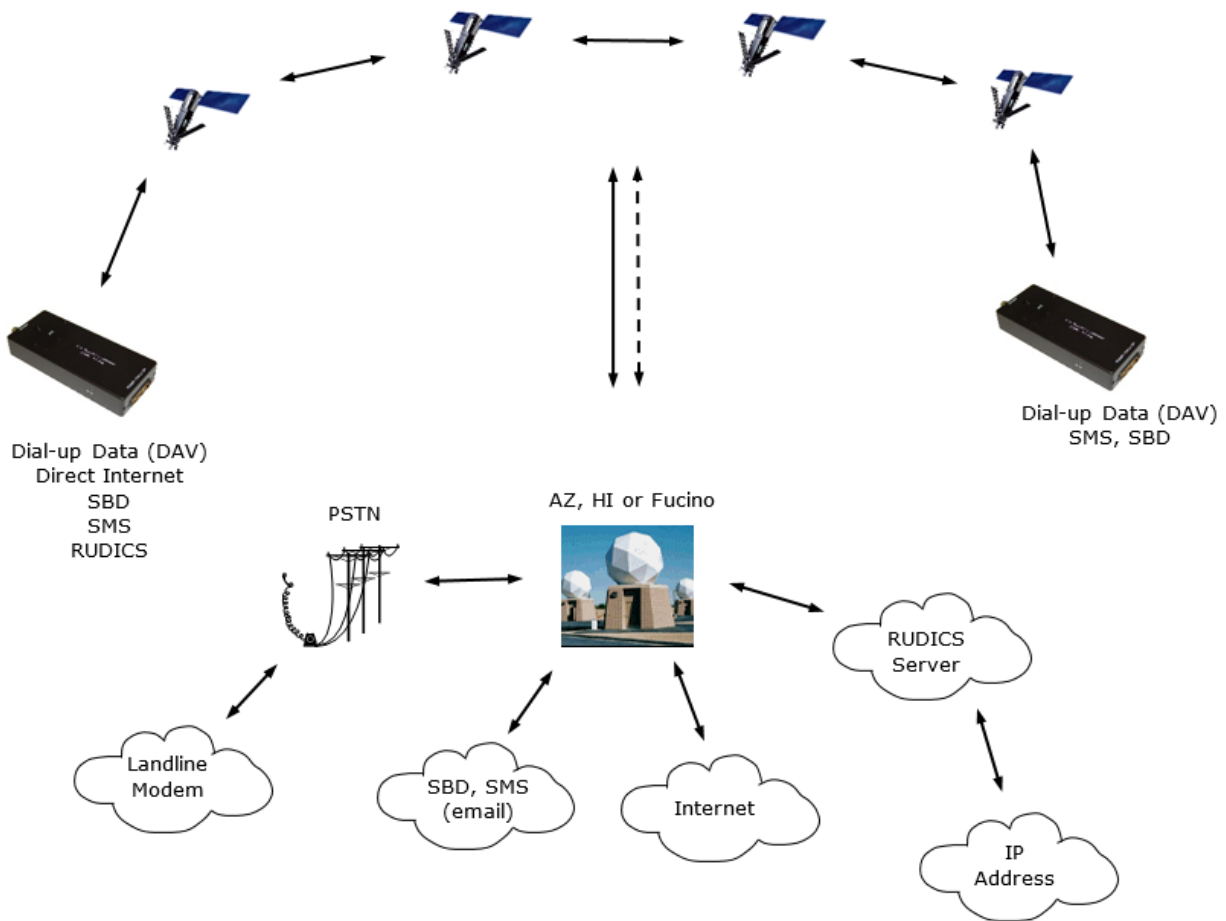 Dial-up Data (DAV)
Direct Internet
SBD
SMS
RUDICS
Dial-up Data (DAV)
SMS, SBD
PSTN
AZ, HI or Fucino
RUDICS
Server
Landline
Modem
SBD, SMS
(email)
Internet
IP
Address